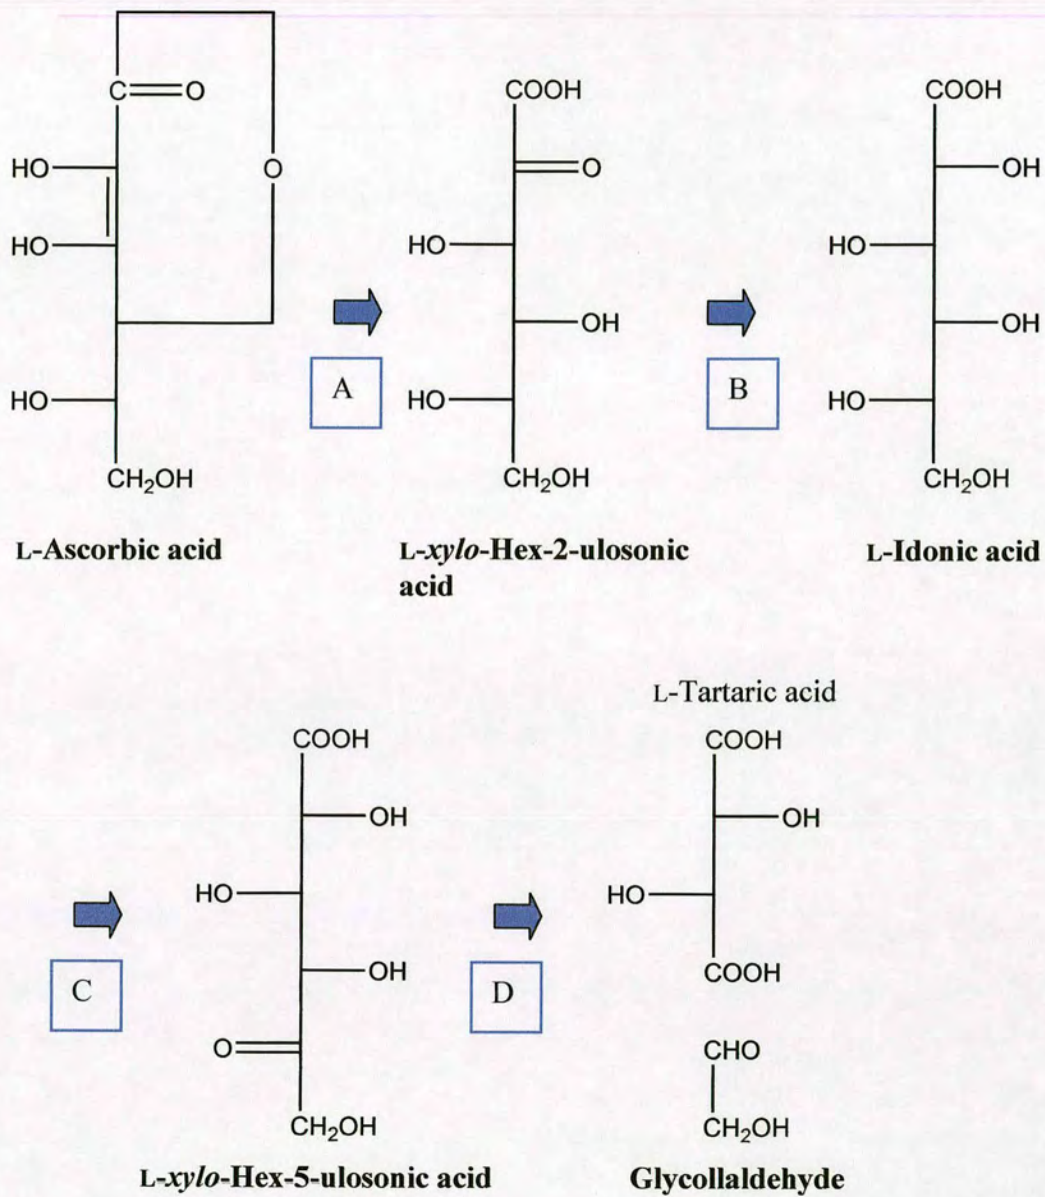 C=O
O
HO
HO
HO
CH₂OH
L-Ascorbic acid
A
COOH
O
HO
OH
HO
CH₂OH
L-xylo-Hex-2-ulosonic
acid
B
COOH
OH
HO
OH
HO
CH₂OH
L-Idonic acid
C
COOH
OH
HO
OH
O
CH₂OH
L-xylo-Hex-5-ulosonic acid
D
L-Tartaric acid
COOH
OH
HO
COOH
CHO
CH₂OH
Glycollaldehyde